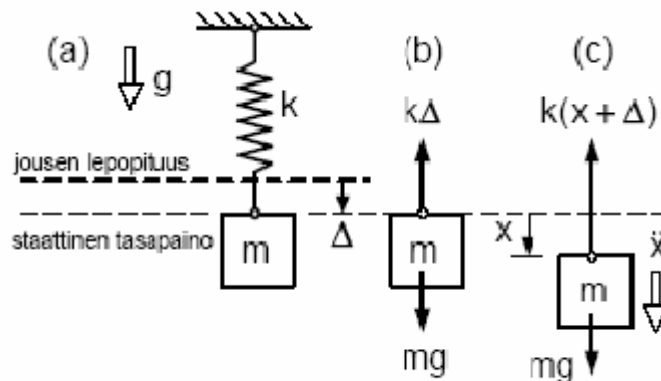 (a)
g
k
jousen lepopituus
staattinen tasapaino
m
Δ
(b)
kΔ
m
mg
(c)
k(x + Δ)
x
ẍ
m
mg